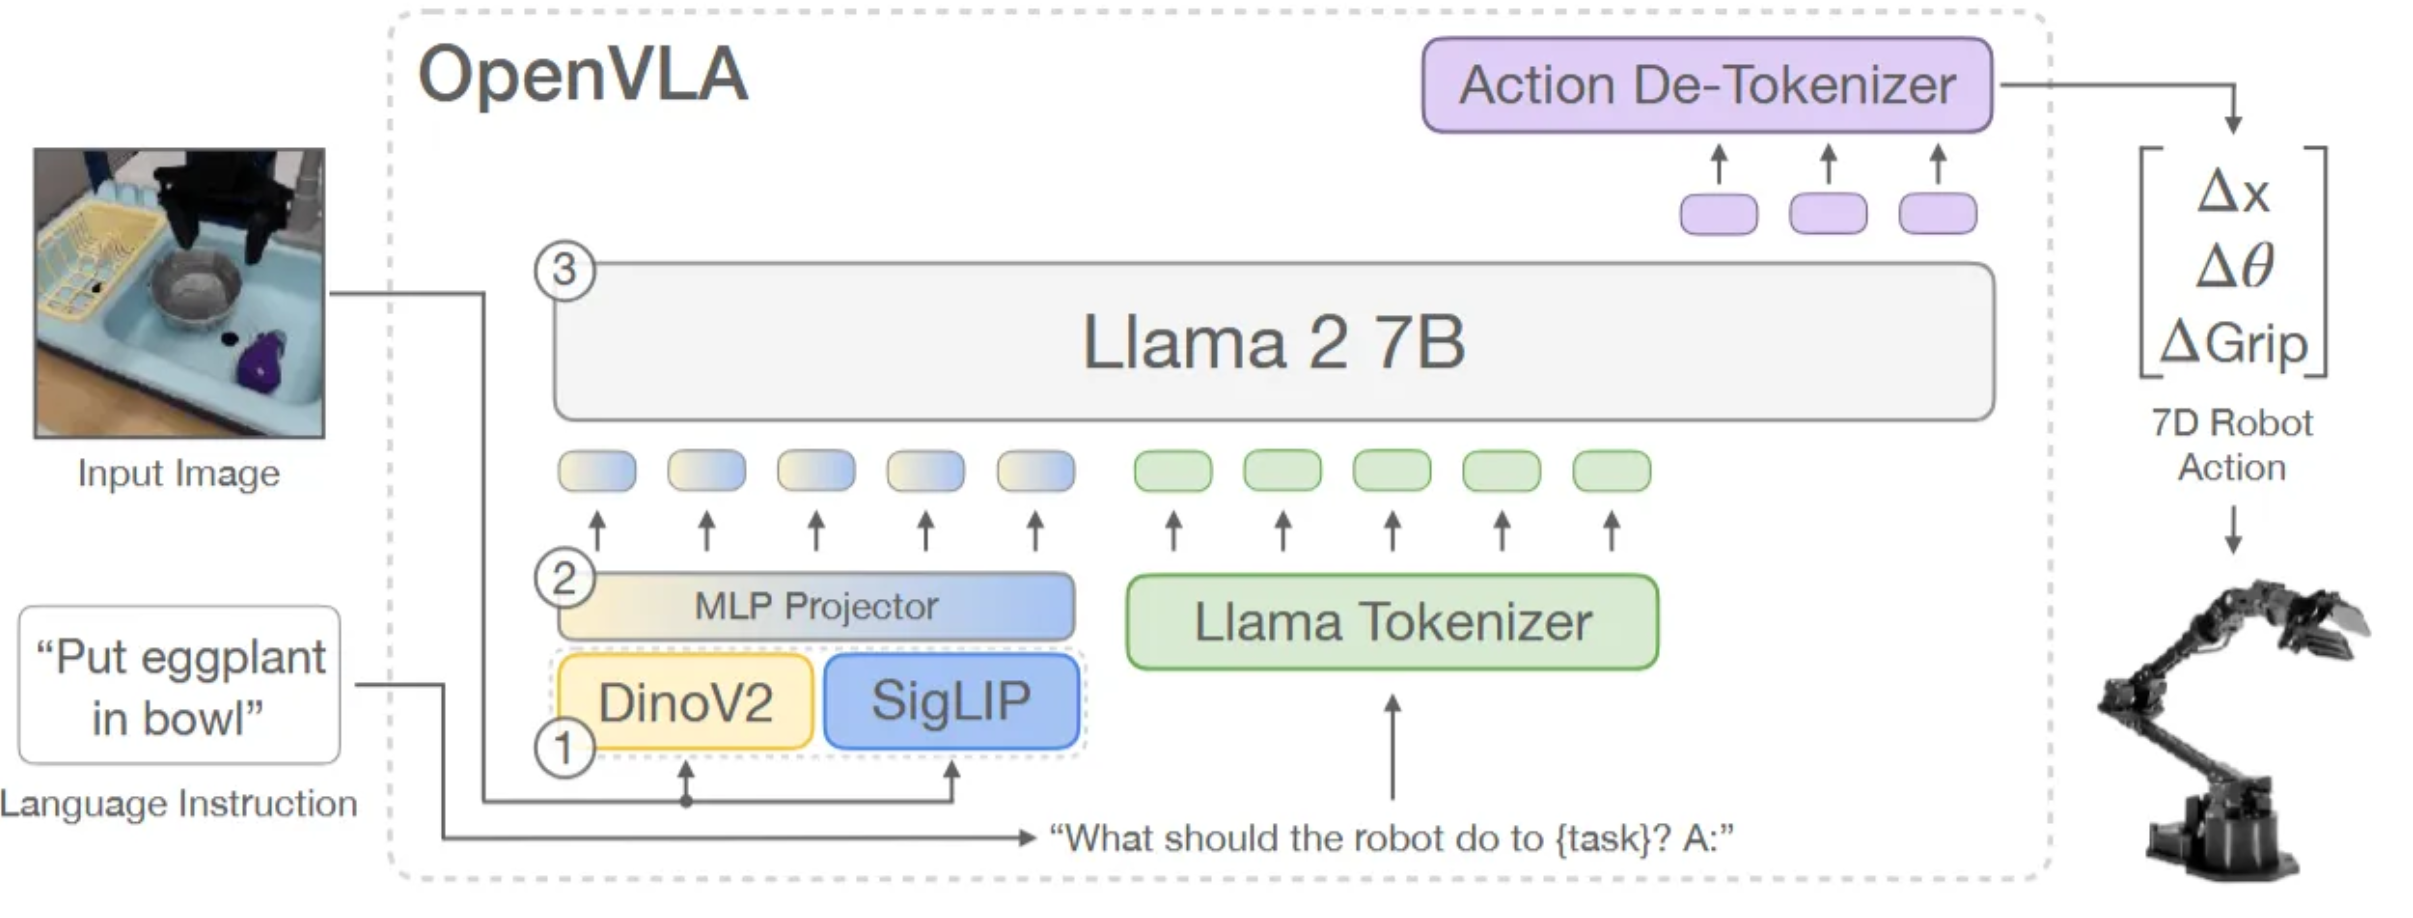 OpenVLA
Action De-Tokenizer
Δx
Δθ
ΔGrip
7D Robot
Action
3
Llama 2 7B
Input Image
2
MLP Projector
Llama Tokenizer
“Put eggplant
in bowl”
Language Instruction
DinoV2
SigLIP
1
“What should the robot do to {task}? A:”